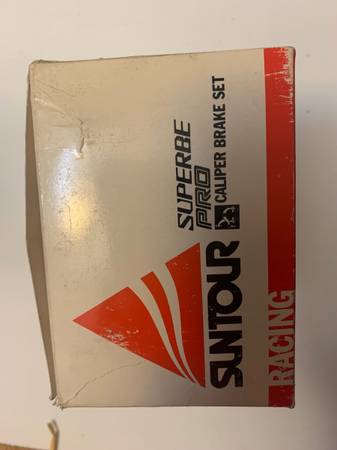 SUPERBE
PRO
CALIPER BRAKE SET
SUNTOUR
RACING